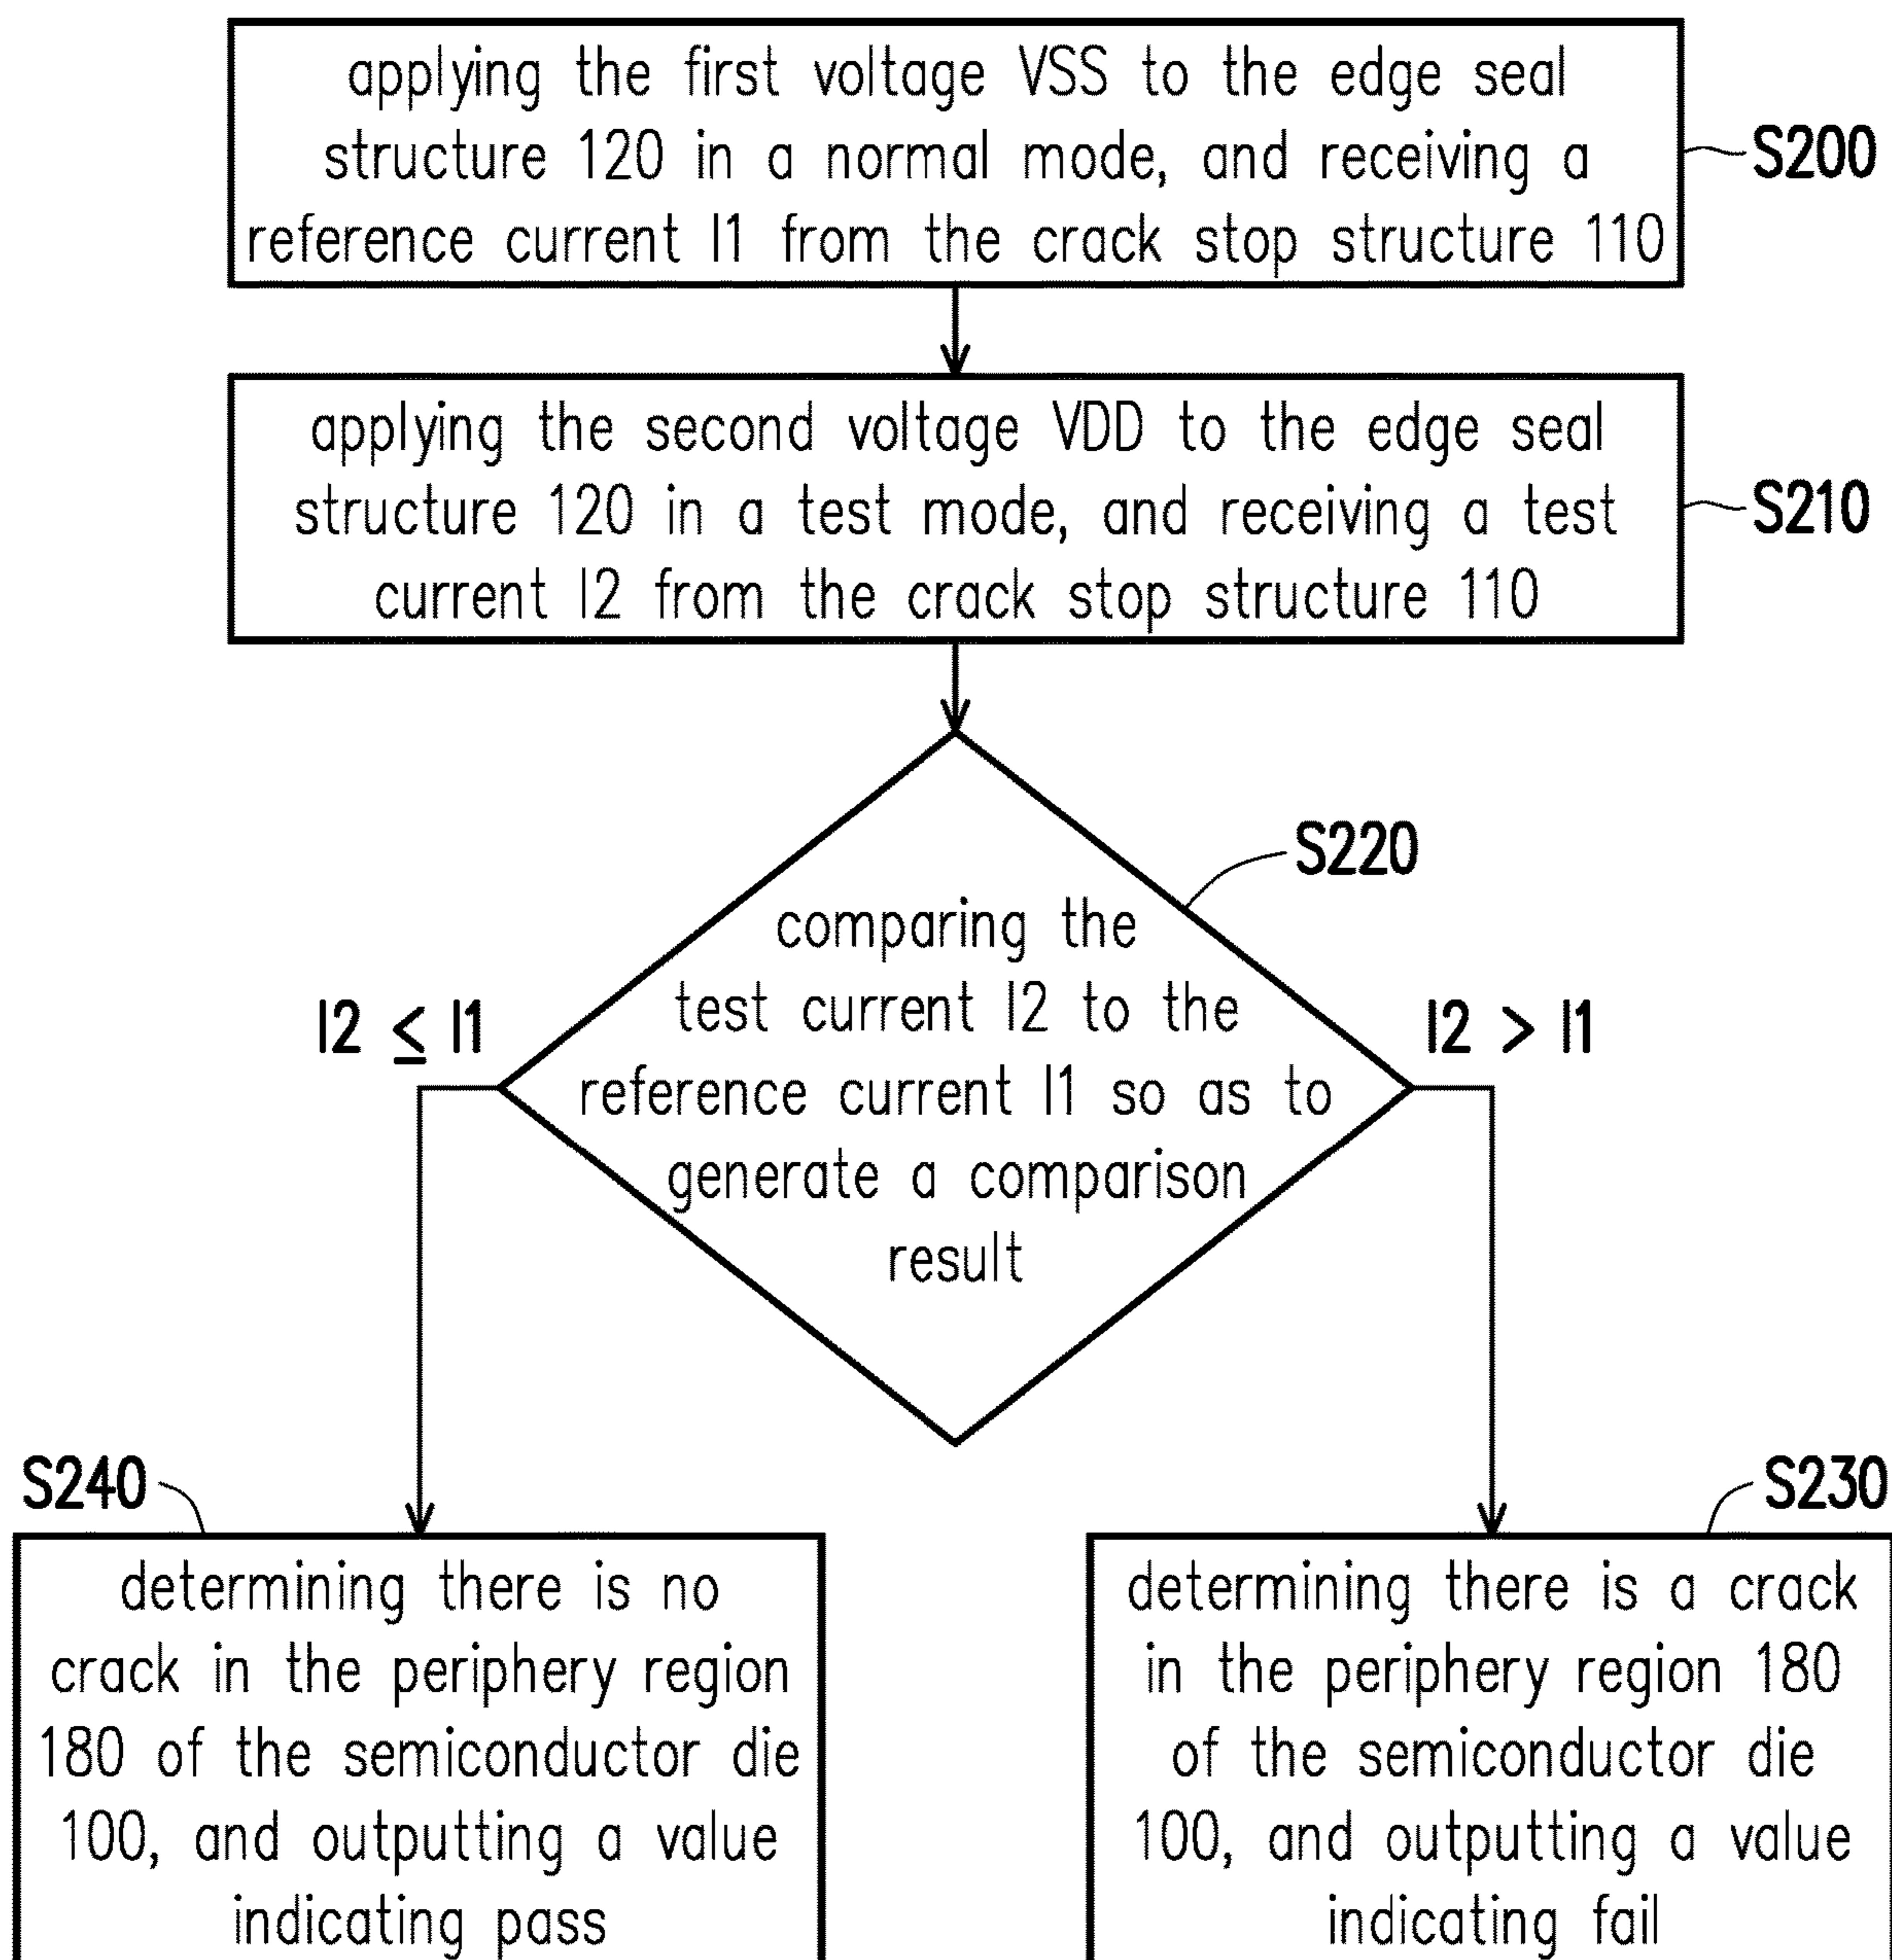 applying the first voltage VSS to the edge seal
structure 120 in a normal mode, and receiving a
reference current I1 from the crack stop structure 110
S200
applying the second voltage VDD to the edge seal
structure 120 in a test mode, and receiving a test
current I2 from the crack stop structure 110
S210
S220
comparing the
test current I2 to the
reference current I1 so as to
generate a comparison
result
I2 ≤ I1
I2 > I1
S240
determining there is no
crack in the periphery region
180 of the semiconductor die
100, and outputting a value
indicating pass
S230
determining there is a crack
in the periphery region 180
of the semiconductor die
100, and outputting a value
indicating fail